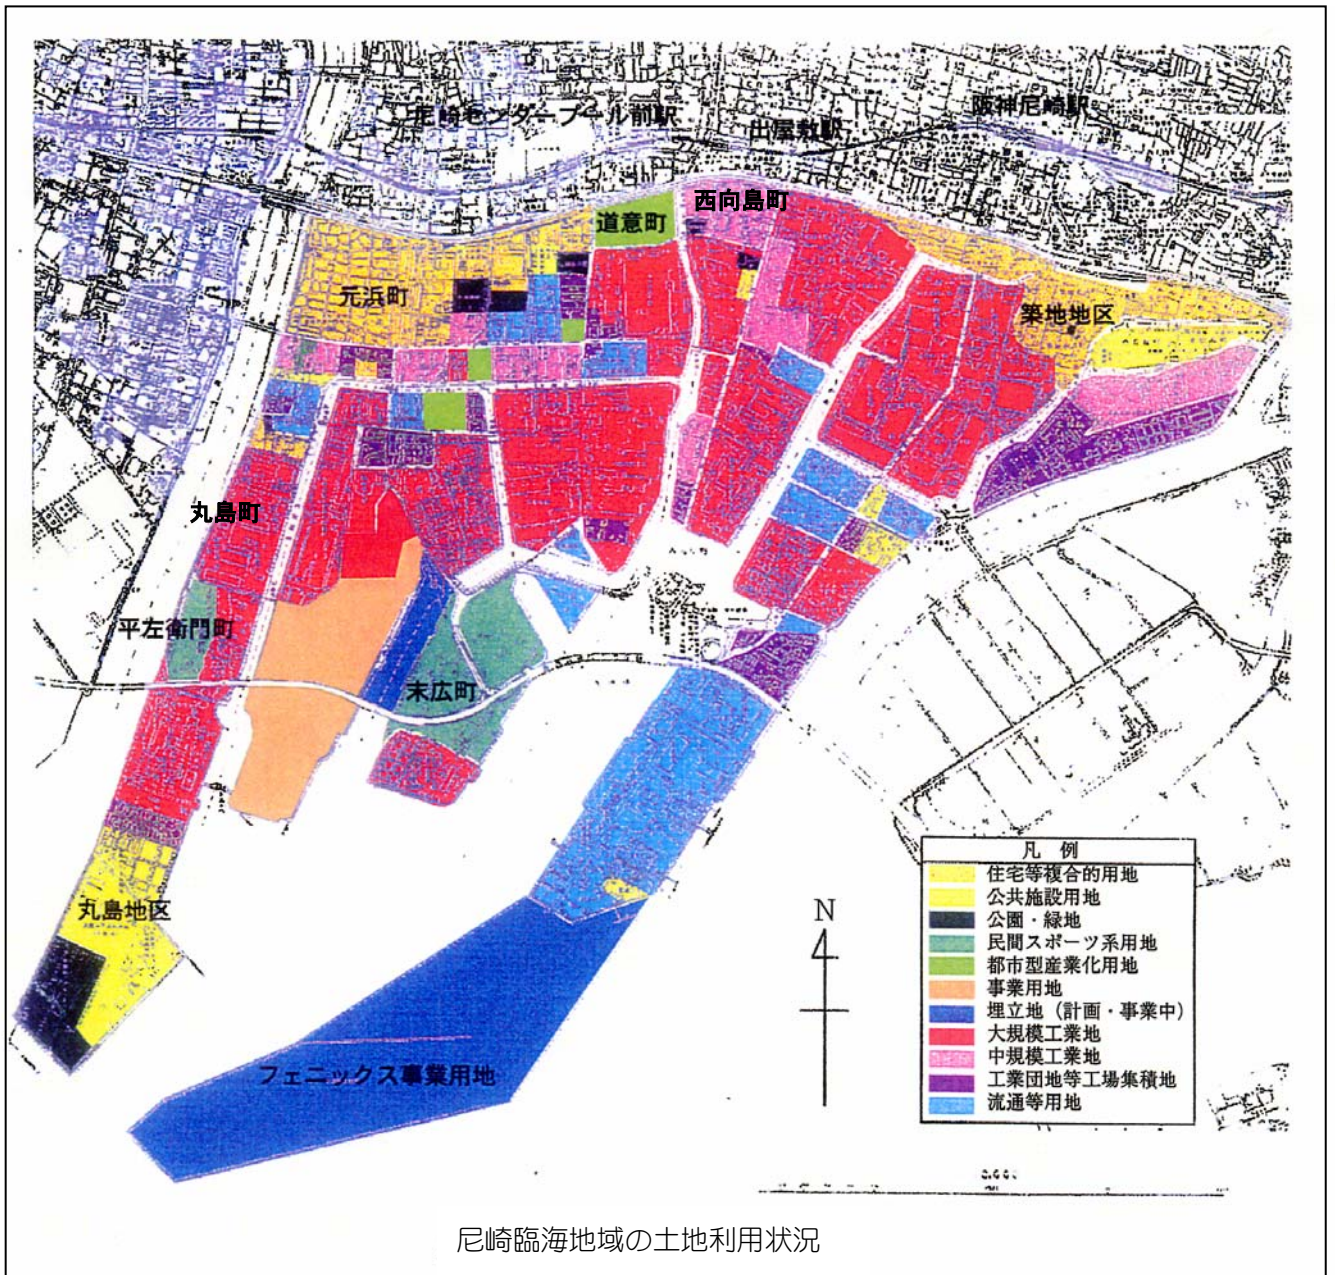 尼崎センタープール前駅
出屋敷駅
阪神尼崎駅
西向島町
道意町
元浜町
築地地区
丸島町
平左衛門町
末広町
丸島地区
フェニックス事業用地
N
凡 例
住宅等複合的用地
公共施設用地
公園・緑地
民間スポーツ系用地
都市型産業化用地
事業用地
埋立地（計画・事業中）
大規模工業地
中規模工業地
工業団地等工場集積地
流通等用地
尼崎臨海地域の土地利用状況